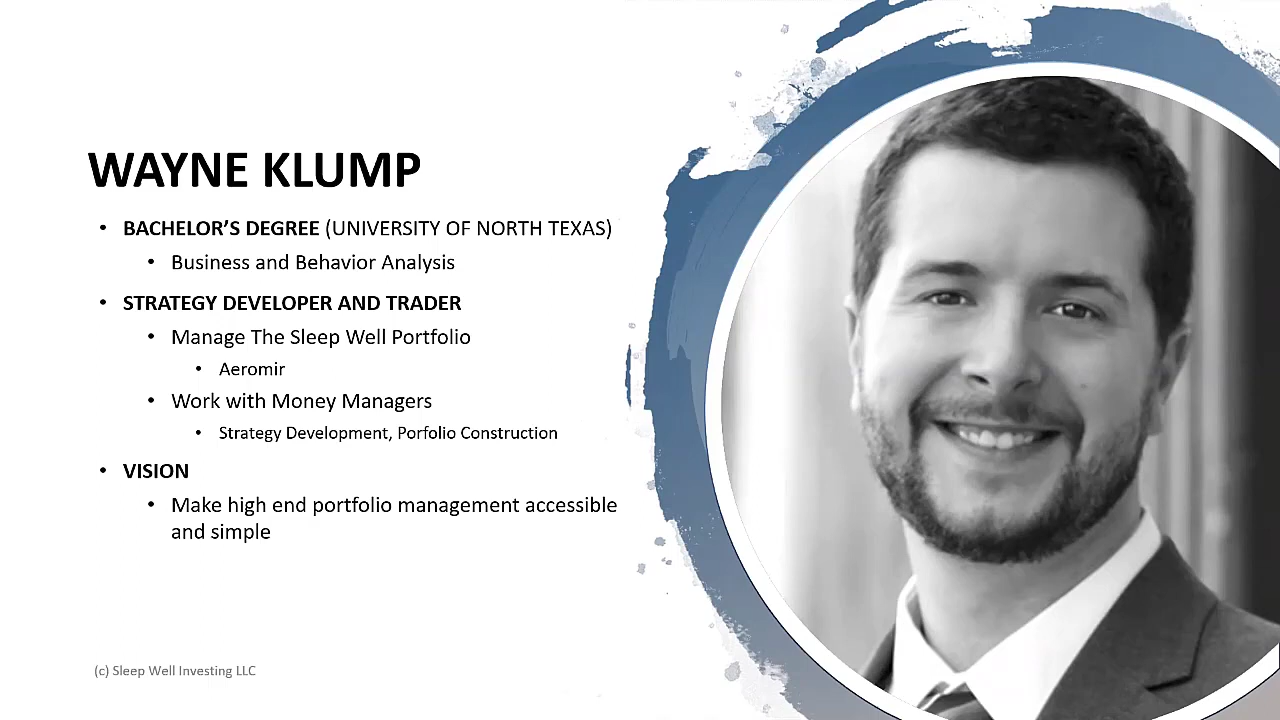 WAYNE KLUMP
• BACHELOR’S DEGREE (UNIVERSITY OF NORTH TEXAS)
• Business and Behavior Analysis
• STRATEGY DEVELOPER AND TRADER
• Manage The Sleep Well Portfolio
• Aeromir
• Work with Money Managers
• Strategy Development, Porfolio Construction
• VISION
• Make high end portfolio management accessible
and simple
(c) Sleep Well Investing LLC